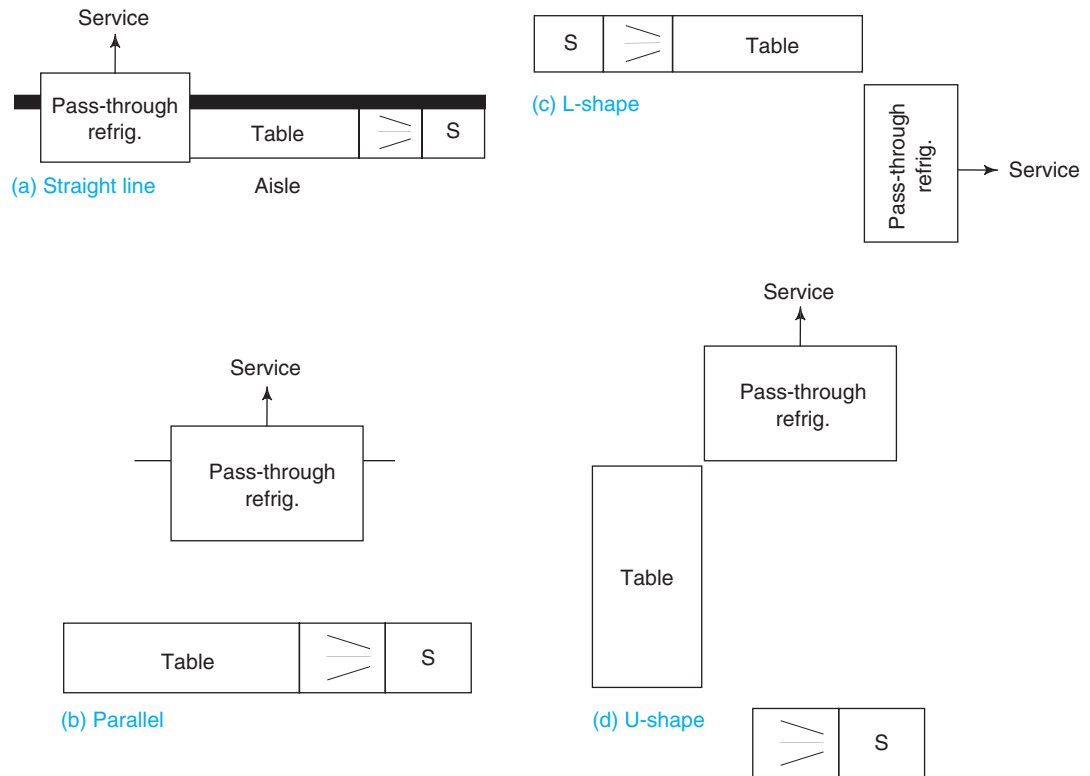 Service
Pass-through
refrig.
Table
S
(a) Straight line
Aisle
S
Table
(c) L-shape
Pass-through
refrig.
Service
Service
Pass-through
refrig.
Table
S
(b) Parallel
Service
Pass-through
refrig.
Table
(d) U-shape
S